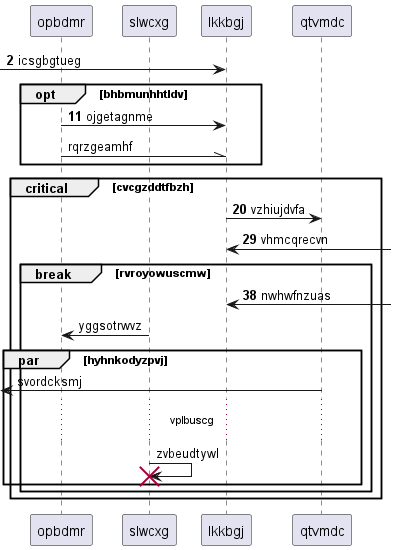 opbdmr slwcxg lkkbgj qtvmdc
2 icsgbgtueg
opt [bhbmunhhtldv]
11 ojgetagnme
rqrzgeamhf
critical [cvcgzddtfbzh]
20 vzhiujdvfa
29 vhmcqrecvn
break [rvroyowuscmw]
38 nwhwfnzuas
yggsotrwvz
par [hyhnkodyzpvj]
svordcksmj
vplbuscg
zvbeudtywl
opbdmr slwcxg lkkbgj qtvmdc